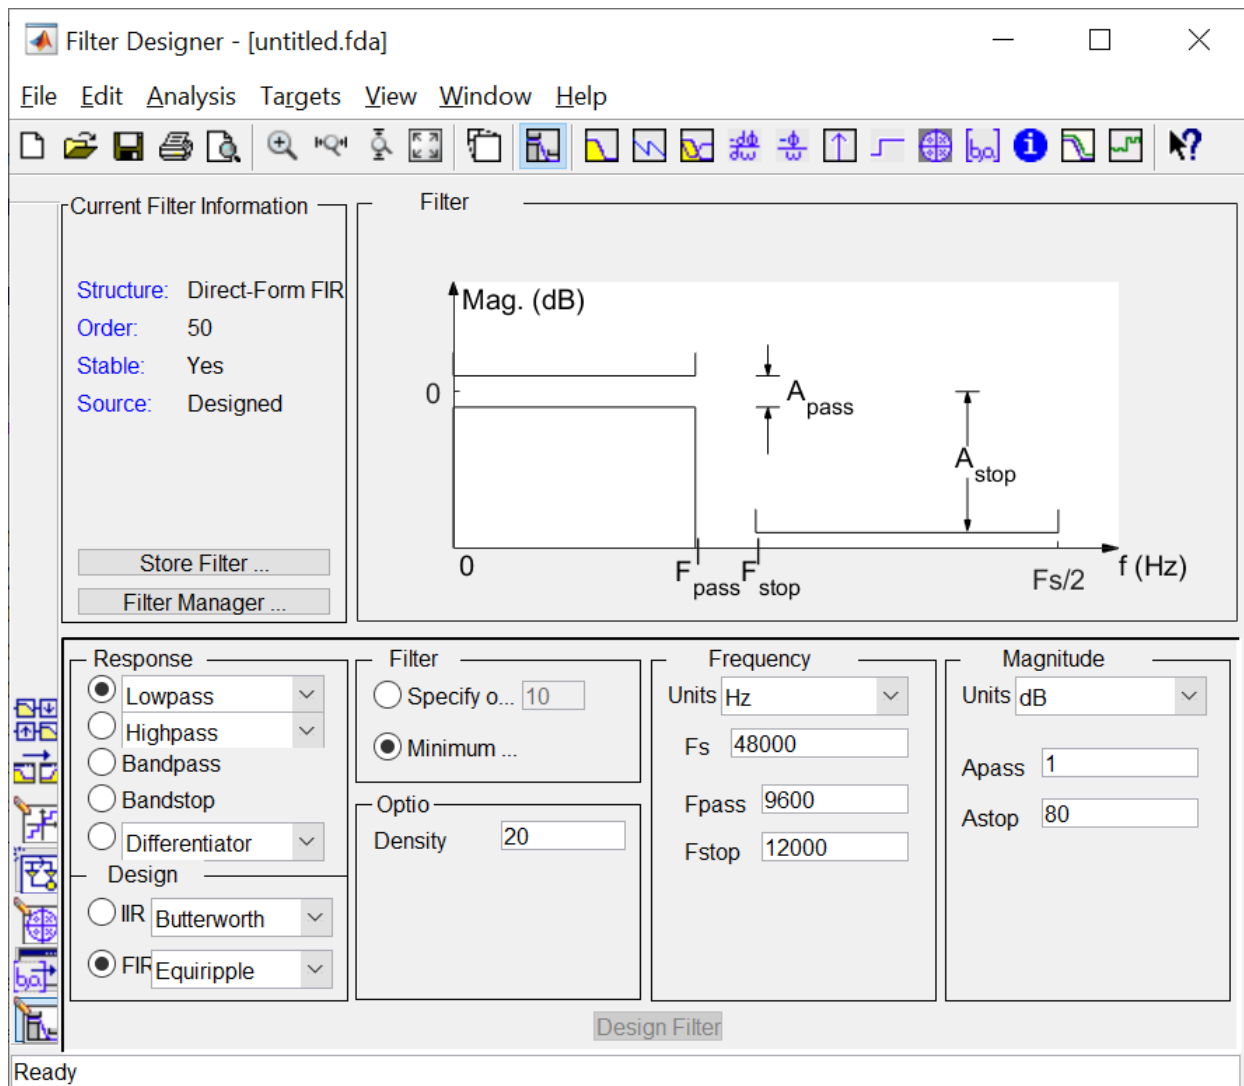 Filter Designer - [untitled.fda]
File Edit Analysis Targets View Window Help
Current Filter Information
Structure: Direct-Form FIR
Order: 50
Stable: Yes
Source: Designed
Store Filter ...
Filter Manager ...
Filter
Mag. (dB)
0
A pass
A stop
0
F pass F stop
Fs/2
f (Hz)
Response
Lowpass
Highpass
Bandpass
Bandstop
Differentiator
Design
IIR Butterworth
FIR Equiripple
Filter
Specify o... 10
Minimum ...
Optio
Density 20
Frequency
Units Hz
Fs 48000
Fpass 9600
Fstop 12000
Magnitude
Units dB
Apass 1
Astop 80
Design Filter
Ready